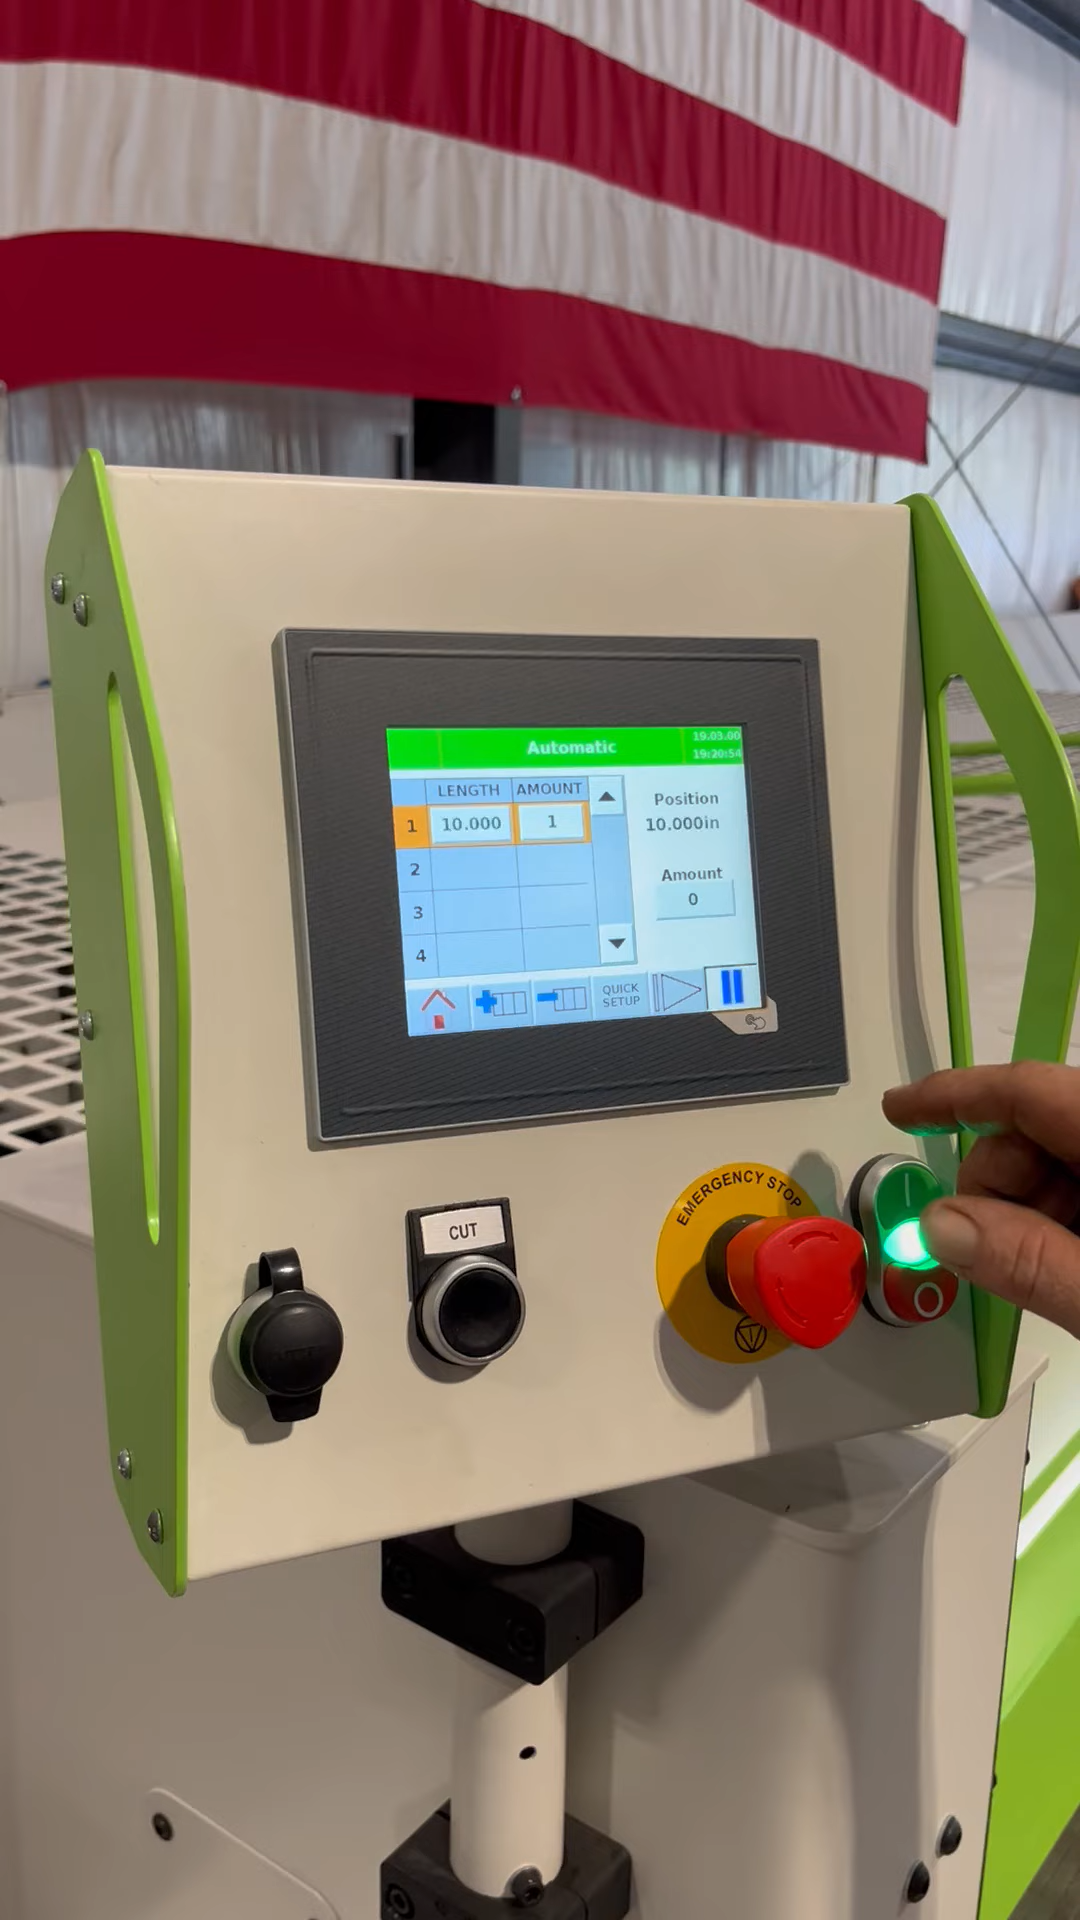 Automatic
19.03.00
19:20:54
LENGTH AMOUNT
1 10.000 1
2
3
4
Position
10.000in
Amount
0
QUICK
SETUP
CUT
EMERGENCY STOP